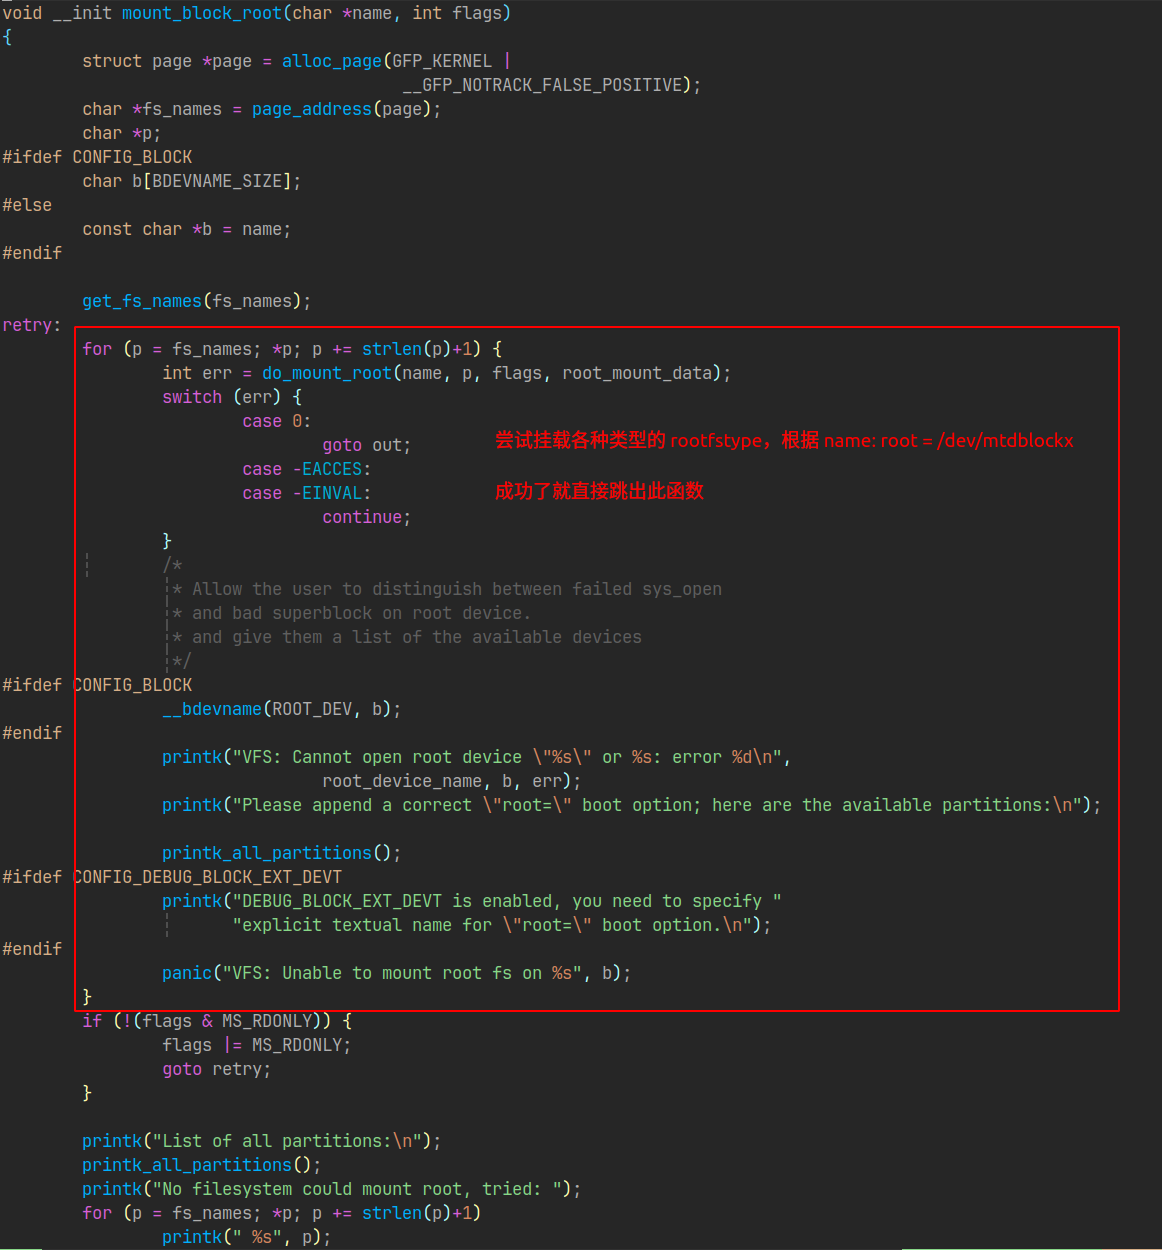 void __init mount_block_root(char *name, int flags)
{
        struct page *page = alloc_page(GFP_KERNEL |
                                        __GFP_NOTRACK_FALSE_POSITIVE);
        char *fs_names = page_address(page);
        char *p;
#ifdef CONFIG_BLOCK
        char b[BDEVNAME_SIZE];
#else
        const char *b = name;
#endif

        get_fs_names(fs_names);
retry:
        for (p = fs_names; *p; p += strlen(p)+1) {
                int err = do_mount_root(name, p, flags, root_mount_data);
                switch (err) {
                        case 0:
                                goto out;
尝试挂载各种类型的 rootfstype，根据 name: root = /dev/mtdblockx
                        case -EACCES:
                        case -EINVAL:
成功了就直接跳出此函数
                                continue;
                }
                /*
                 * Allow the user to distinguish between failed sys_open
                 * and bad superblock on root device.
                 * and give them a list of the available devices
                 */
#ifdef CONFIG_BLOCK
                __bdevname(ROOT_DEV, b);
#endif
                printk("VFS: Cannot open root device \"%s\" or %s: error %d\n",
                                root_device_name, b, err);
                printk("Please append a correct \"root=\" boot option; here are the available partitions:\n");

                printk_all_partitions();
#ifdef CONFIG_DEBUG_BLOCK_EXT_DEVT
                printk("DEBUG_BLOCK_EXT_DEVT is enabled, you need to specify "
                       "explicit textual name for \"root=\" boot option.\n");
#endif
                panic("VFS: Unable to mount root fs on %s", b);
        }
        if (!(flags & MS_RDONLY)) {
                flags |= MS_RDONLY;
                goto retry;
        }

        printk("List of all partitions:\n");
        printk_all_partitions();
        printk("No filesystem could mount root, tried: ");
        for (p = fs_names; *p; p += strlen(p)+1)
                printk(" %s", p);